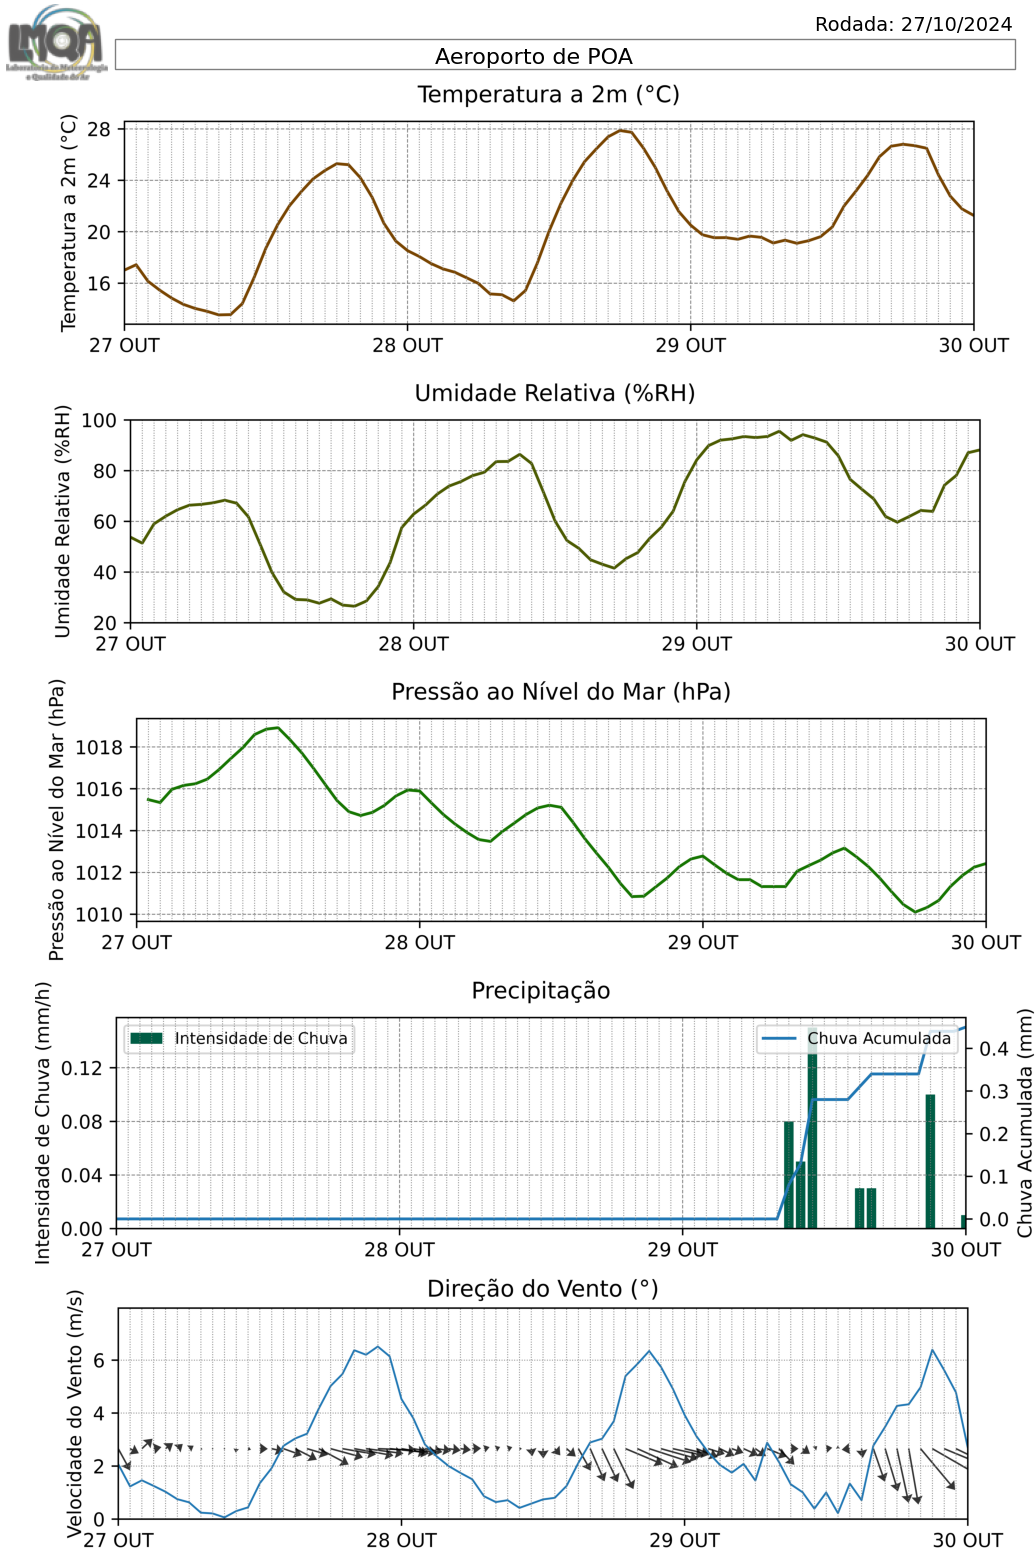 Rodada: 27/10/2024
LMQA
Laboratório de Meteorologia
e Qualidade do Ar
Aeroporto de POA
Temperatura a 2m (°C)
Temperatura a 2m (°C)
28
24
20
16
27 OUT 28 OUT 29 OUT 30 OUT
Umidade Relativa (%RH)
Umidade Relativa (%RH)
100
80
60
40
20
27 OUT 28 OUT 29 OUT 30 OUT
Pressão ao Nível do Mar (hPa)
Pressão ao Nível do Mar (hPa)
1018
1016
1014
1012
1010
27 OUT 28 OUT 29 OUT 30 OUT
Precipitação
Intensidade de Chuva (mm/h)
Intensidade de Chuva
Chuva Acumulada
0.12
0.08
0.04
0.00
0.4
0.3
0.2
0.1
0.0
Chuva Acumulada (mm)
27 OUT 28 OUT 29 OUT 30 OUT
Direção do Vento (°)
Velocidade do Vento (m/s)
6
4
2
0
27 OUT 28 OUT 29 OUT 30 OUT